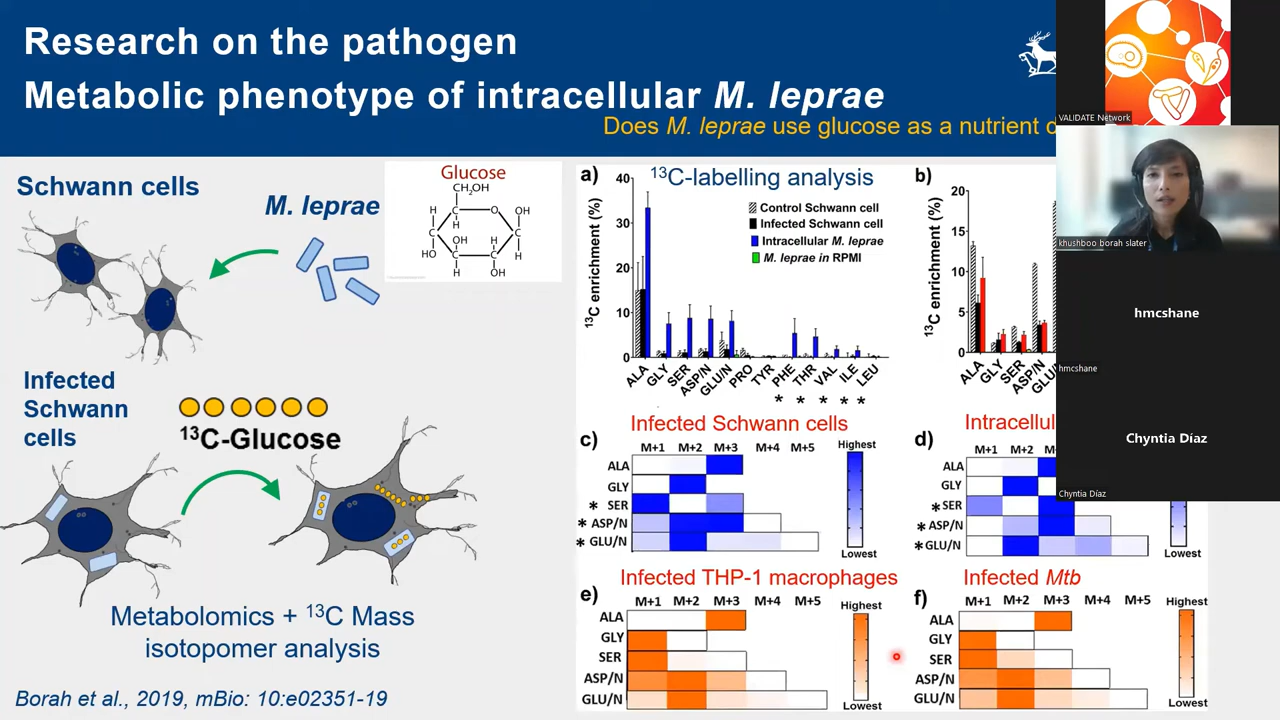 Research on the pathogen
Metabolic phenotype of intracellular M. leprae
Does M. leprae use glucose as a nutrient
VALIDATE Network
khushboo borah slater
hmcshane
hmcshane
Chyntia Díaz
Chyntia Díaz
Schwann cells
M. leprae
Glucose
CH₂OH
C
O
H
OH
C
H
OH
H
C
HO
C
C
H
H
OH
Infected
Schwann
cells
¹³C-Glucose
Metabolomics + ¹³C Mass
isotopomer analysis
Borah et al., 2019, mBio: 10:e02351-19
a)
¹³C-labelling analysis
¹³C enrichment (%)
40
30
20
10
0
Control Schwann cell
Infected Schwann cell
Intracellular M. leprae
M. leprae in RPMI
ALA GLY SER ASP/N GLU/N PRO TYR PHE THR VAL ILE LEU
* * * * *
b)
¹³C enrichment (%)
20
15
10
5
0
ALA GLY SER ASP/N GLU
Infected Schwann cells
c)
M+1 M+2 M+3 M+4 M+5
ALA
GLY
* SER
* ASP/N
* GLU/N
Highest
Lowest
Intracellul
d)
M+1 M+2 M
ALA
GLY
* SER
* ASP/N
* GLU/N
Lowest
Infected THP-1 macrophages
e)
M+1 M+2 M+3 M+4 M+5
ALA
GLY
SER
ASP/N
GLU/N
Highest
Lowest
Infected Mtb
f)
M+1 M+2 M+3 M+4 M+5
ALA
GLY
SER
ASP/N
GLU/N
Highest
Lowest